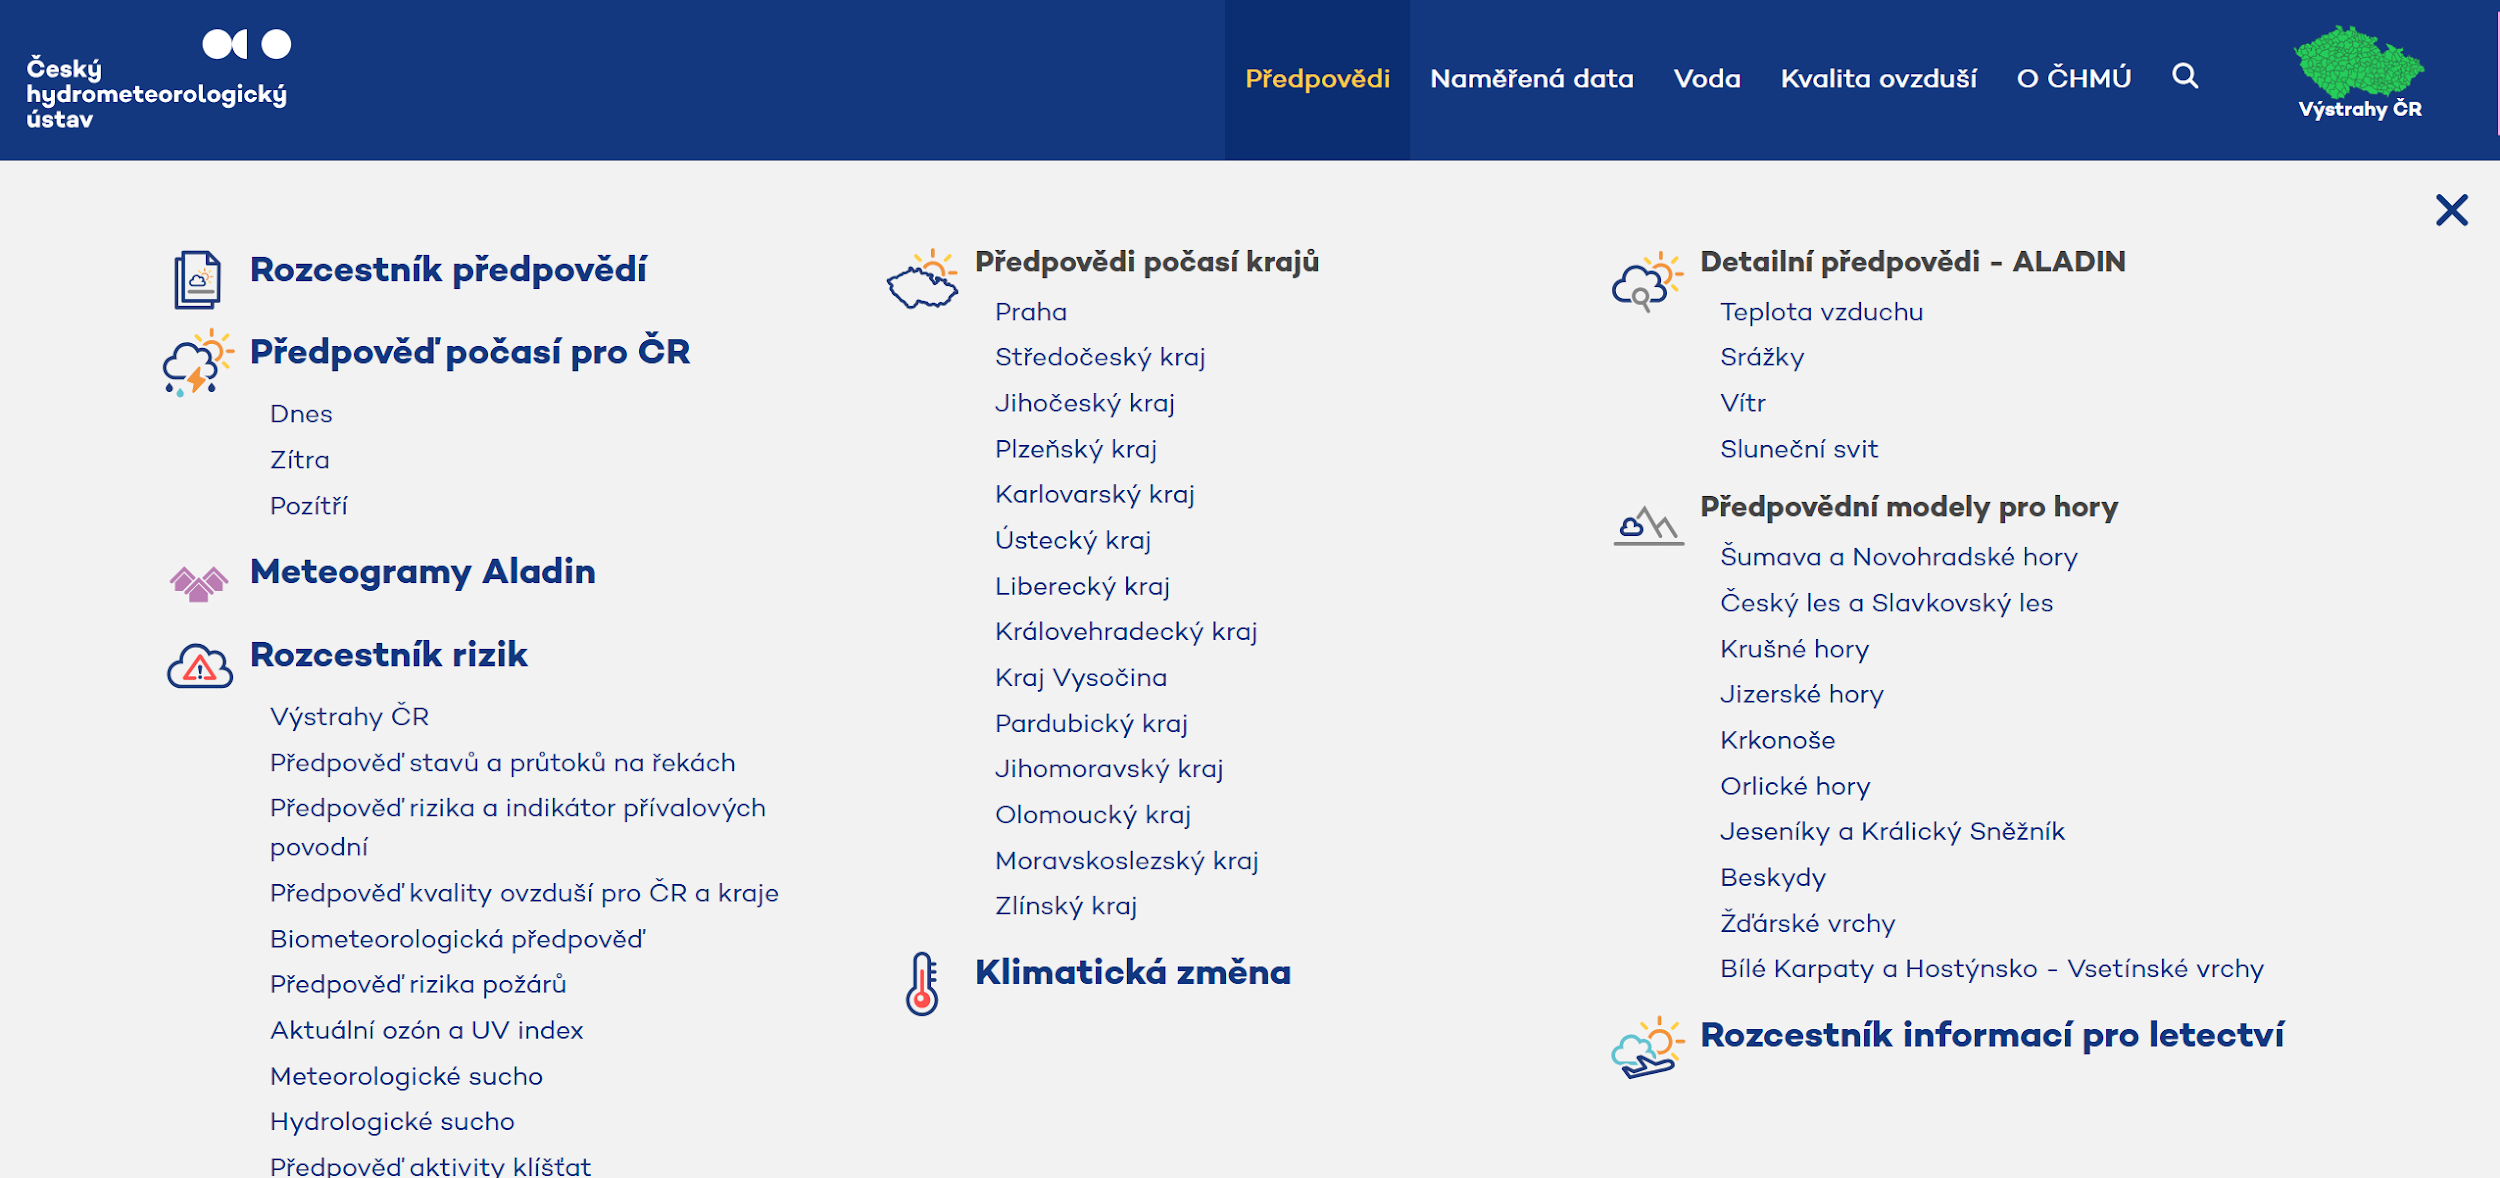 Český
hydrometeorologický
ústav
Předpovědi
Naměřená data
Voda
Kvalita ovzduší
O ČHMÚ
Výstrahy ČR
Rozcestník předpovědí
Předpověď počasí pro ČR
Dnes
Zítra
Pozítří
Meteogramy Aladin
Rozcestník rizik
Výstrahy ČR
Předpověď stavů a průtoků na řekách
Předpověď rizika a indikátor přívalových
povodní
Předpověď kvality ovzduší pro ČR a kraje
Biometeorologická předpověď
Předpověď rizika požárů
Aktuální ozón a UV index
Meteorologické sucho
Hydrologické sucho
Předpověď aktivity klíšťat
Předpovědi počasí krajů
Praha
Středočeský kraj
Jihočeský kraj
Plzeňský kraj
Karlovarský kraj
Ústecký kraj
Liberecký kraj
Královehradecký kraj
Kraj Vysočina
Pardubický kraj
Jihomoravský kraj
Olomoucký kraj
Moravskoslezský kraj
Zlínský kraj
Klimatická změna
Detailní předpovědi - ALADIN
Teplota vzduchu
Srážky
Vítr
Sluneční svit
Předpovědní modely pro hory
Šumava a Novohradské hory
Český les a Slavkovský les
Krušné hory
Jizerské hory
Krkonoše
Orlické hory
Jeseníky a Králický Sněžník
Beskydy
Žďárské vrchy
Bílé Karpaty a Hostýnsko - Vsetínské vrchy
Rozcestník informací pro letectví